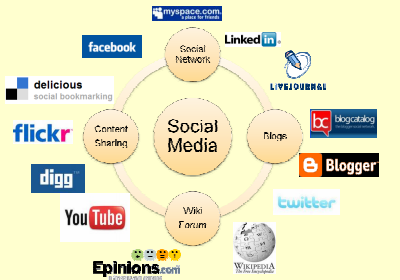 myspace.com.
a place for friends
facebook
Social
Network
LinkedIn
LIVEJOURNAL
delicious
social bookmarking
flickr
Content
Sharing
Social
Media
Blogs
bc
blogcatalog
Blogger
digg
twitter
YouTube
Wiki
Forum
WIKIPEDIA
The Free Encyclopedia
Epinions.com